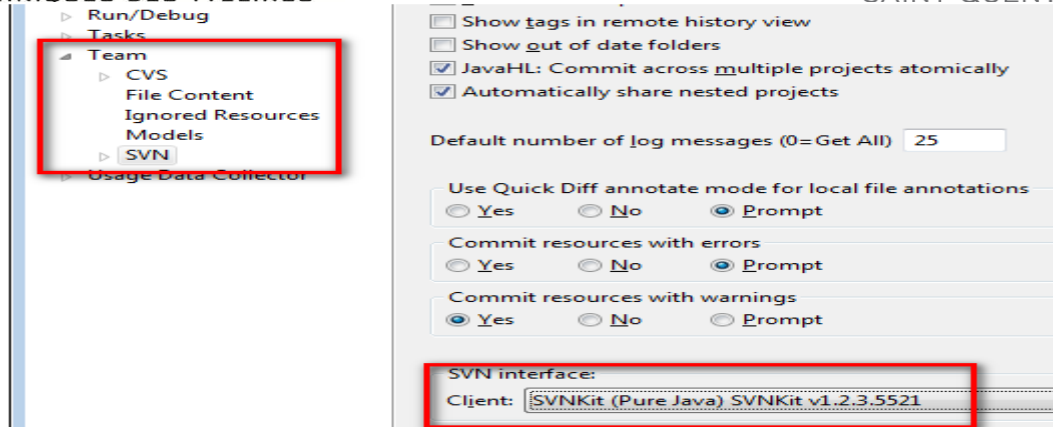 Run/Debug
Tasks
Team
CVS
File Content
Ignored Resources
Models
SVN
Usage Data Collector
Show tags in remote history view
Show out of date folders
JavaHL: Commit across multiple projects atomically
Automatically share nested projects
Default number of log messages (0=Get All) 25
Use Quick Diff annotate mode for local file annotations
Yes No Prompt
Commit resources with errors
Yes No Prompt
Commit resources with warnings
Yes No Prompt
SVN interface:
Client: SVNKit (Pure Java) SVNKit v1.2.3.5521